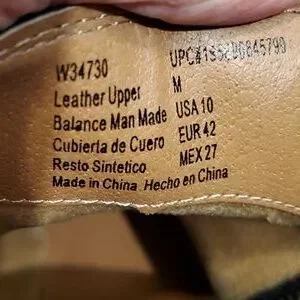 W34730 UPC#
Leather Upper M
Balance Man Made USA 10
Cubierta de Cuero EUR 42
Resto Sintetico MEX 27
Made in China Hecho en China